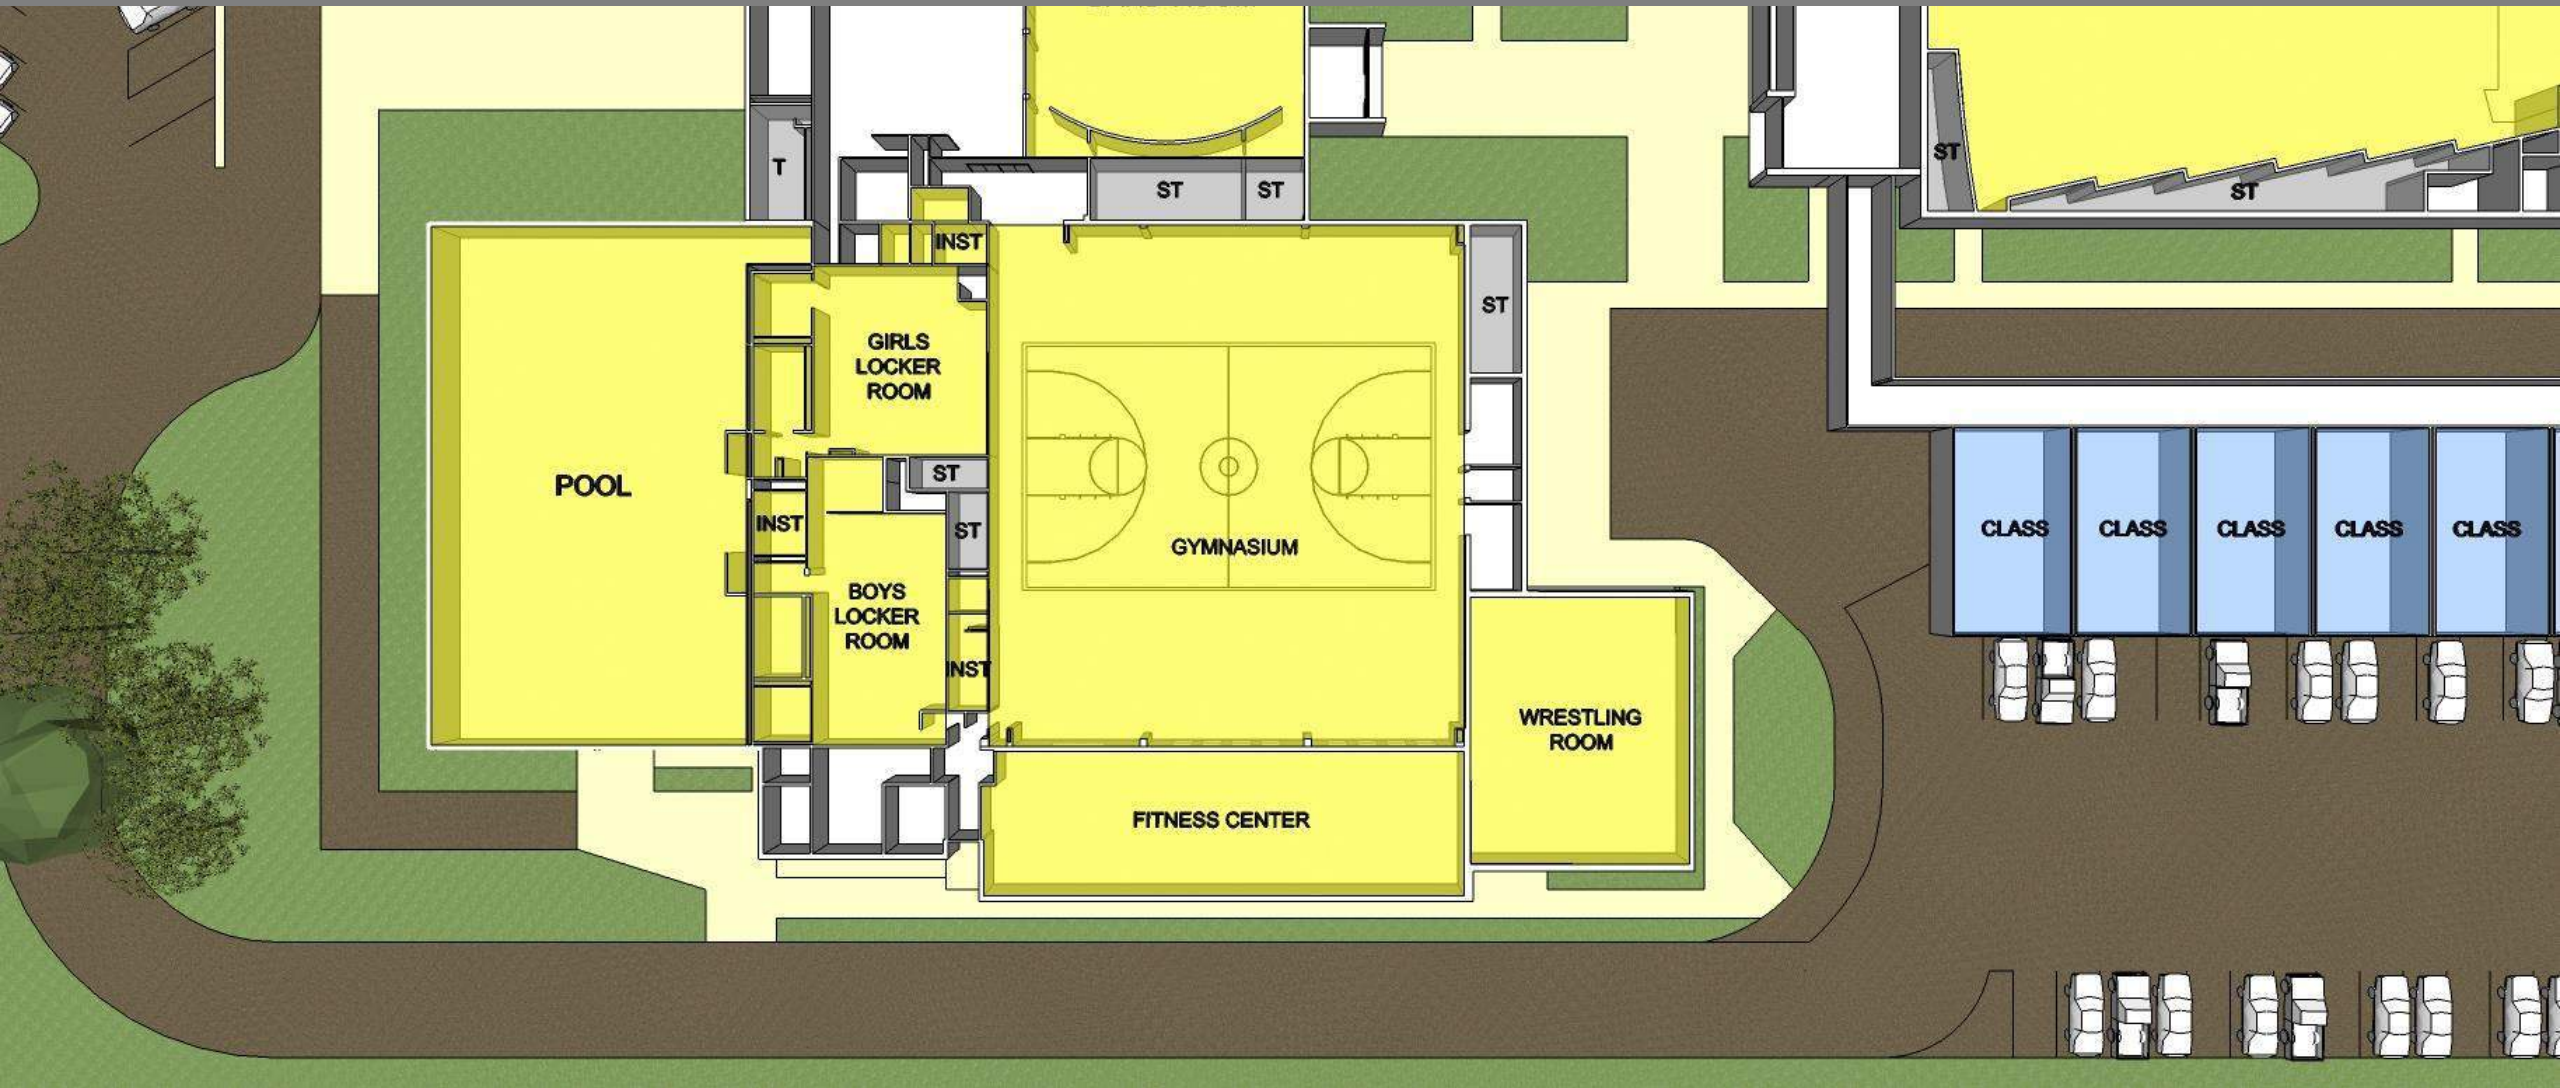 T
ST
ST
ST
ST
INST
ST
GIRLS
LOCKER
ROOM
POOL
ST
INST
ST
GYMNASIUM
BOYS
LOCKER
ROOM
INST
WRESTLING
ROOM
FITNESS CENTER
CLASS
CLASS
CLASS
CLASS
CLASS